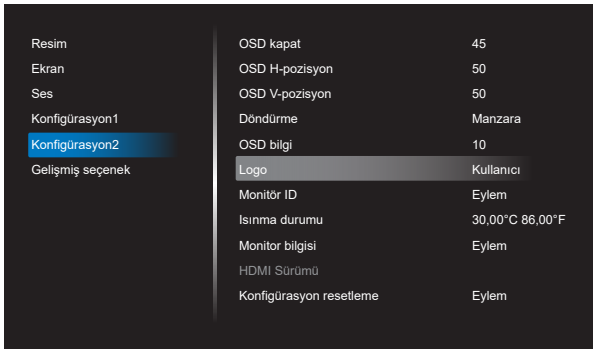 Resim
Ekran
Ses
Konfigürasyon1
Konfigürasyon2
Gelişmiş seçenek
OSD kapat 45
OSD H-pozisyon 50
OSD V-pozisyon 50
Döndürme Manzara
OSD bilgi 10
Logo Kullanıcı
Monitör ID Eylem
Isınma durumu 30,00°C 86,00°F
Monitor bilgisi Eylem
HDMI Sürümü
Konfigürasyon resetleme Eylem